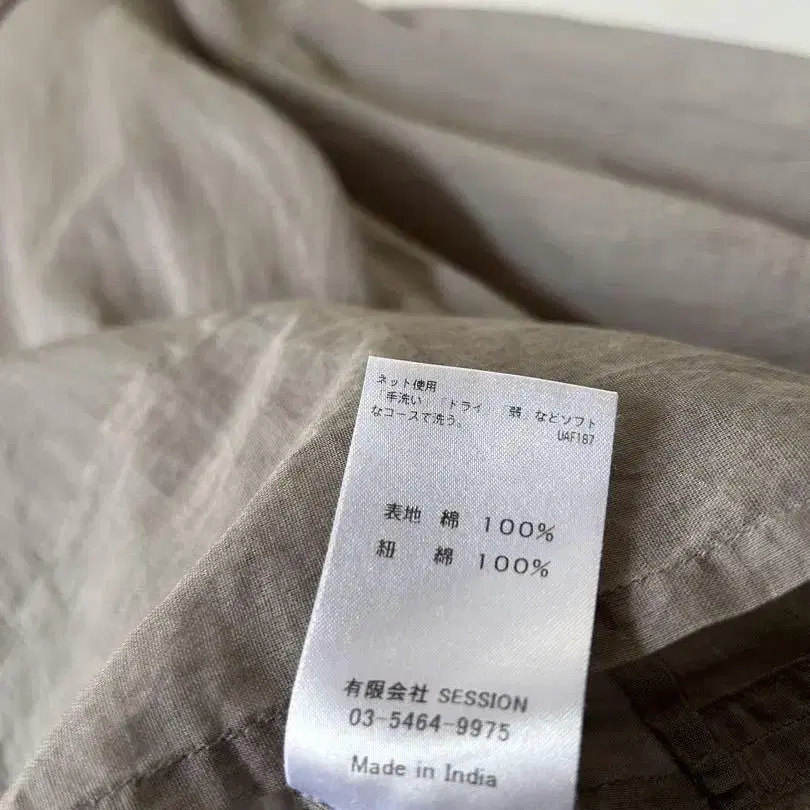 ネット使用
「手洗い」「ドライ 弱」などソフト
なコースで洗う。
UAF187
表地 綿 100%
紐 綿 100%
有限会社 SESSION
03-5464-9975
Made in India